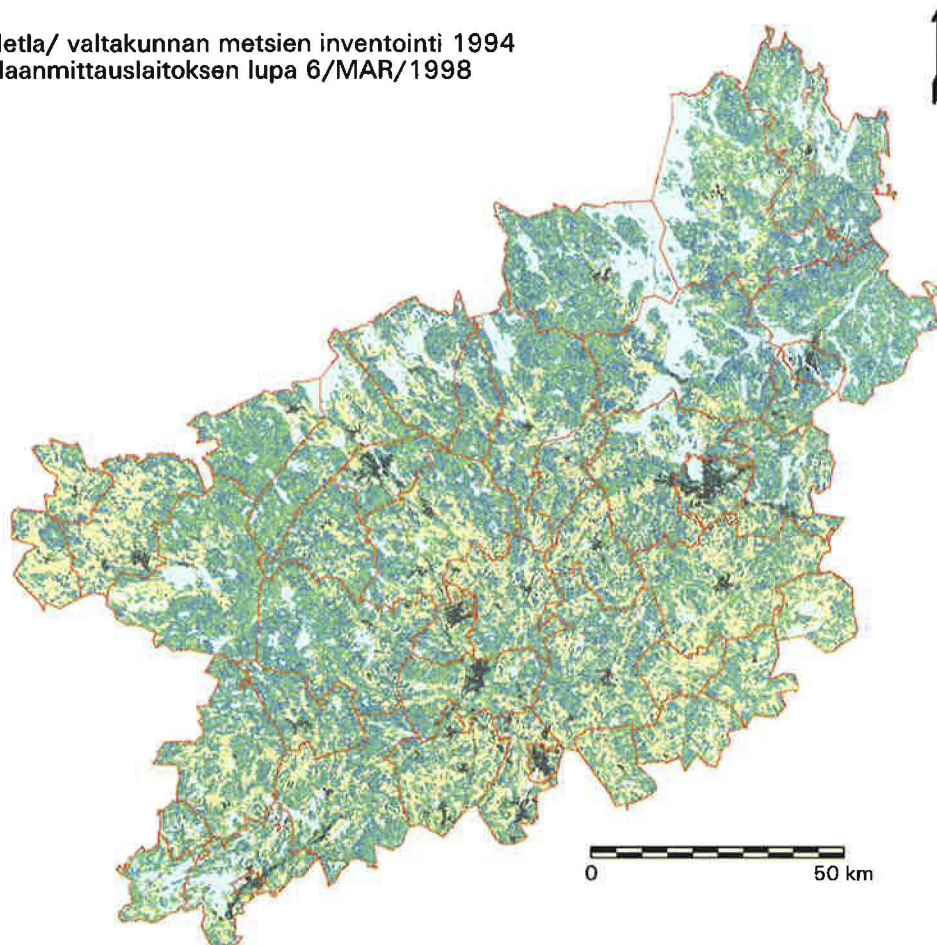 letla/ valtakunnan metsien inventointi 1994
laanmittauslaitoksen lupa 6/MAR/1998
0 50 km